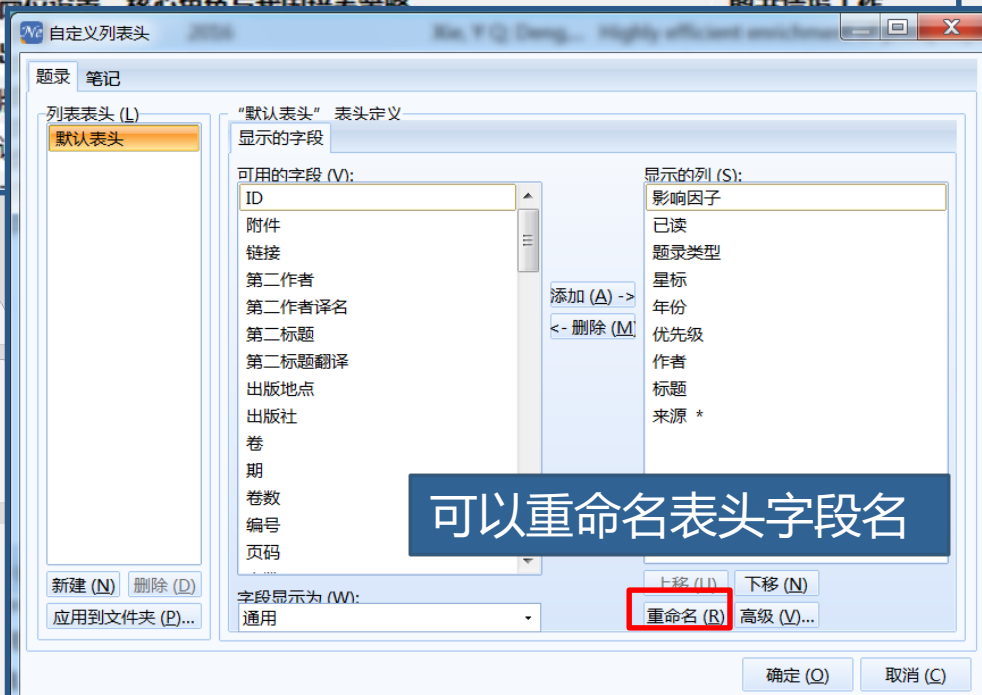 自定义列表头
2016
Xie, Y Q; Deng,... Highly efficient enrichment
题录 笔记
列表表头 (L)
默认表头
新建 (N) 删除 (D)
应用到文件夹 (P)...
“默认表头” 表头定义
显示的字段
可用的字段 (V):
ID
附件
链接
第二作者
第二作者译名
第二标题
第二标题翻译
出版地点
出版社
卷
期
卷数
编号
页码
字段显示为 (W):
通用
添加 (A) ->
<- 删除 (M)
显示的列 (S):
影响因子
已读
题录类型
星标
年份
优先级
作者
标题
来源 *
可以重命名表头字段名
上移 (U) 下移 (N)
重命名 (R) 高级 (V)...
确定 (O) 取消 (C)